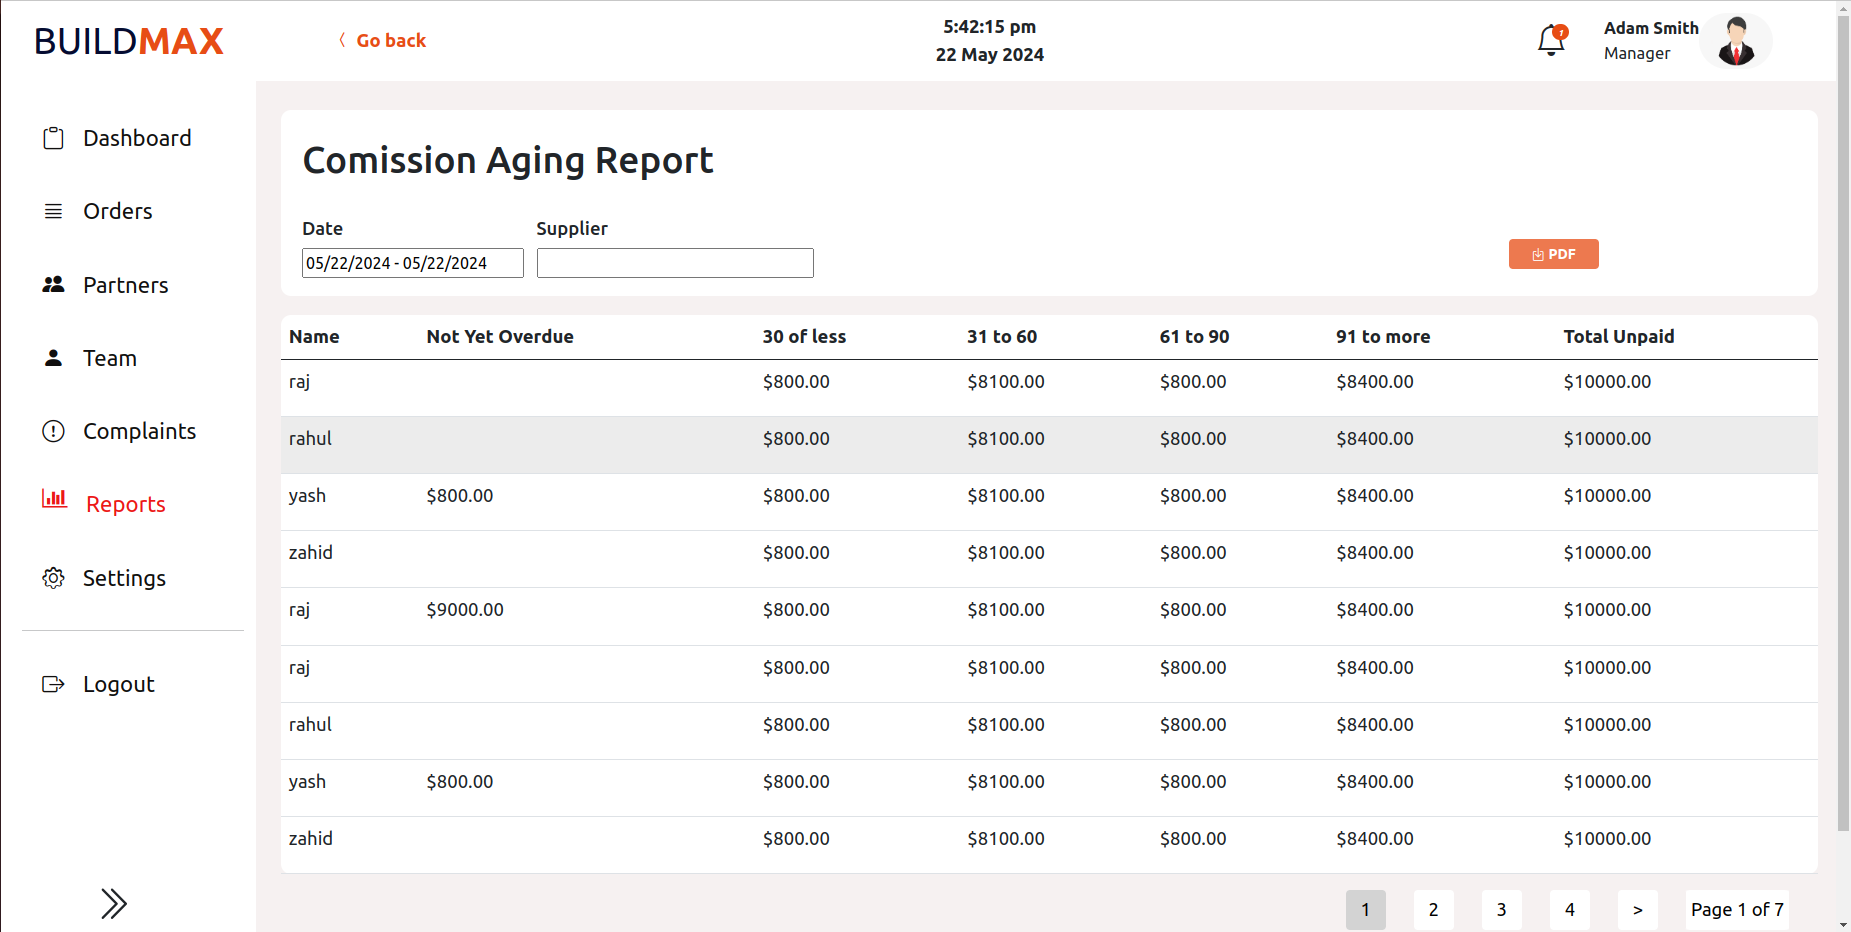 BUILDMAX
Go back
5:42:15 pm
22 May 2024
1
Adam Smith
Manager
Dashboard
Orders
Partners
Team
Complaints
Reports
Settings
Logout
Comission Aging Report
Date Supplier
05/22/2024 - 05/22/2024
PDF
Name Not Yet Overdue 30 of less 31 to 60 61 to 90 91 to more Total Unpaid
raj $800.00 $8100.00 $800.00 $8400.00 $10000.00
rahul $800.00 $8100.00 $800.00 $8400.00 $10000.00
yash $800.00 $800.00 $8100.00 $800.00 $8400.00 $10000.00
zahid $800.00 $8100.00 $800.00 $8400.00 $10000.00
raj $9000.00 $800.00 $8100.00 $800.00 $8400.00 $10000.00
raj $800.00 $8100.00 $800.00 $8400.00 $10000.00
rahul $800.00 $8100.00 $800.00 $8400.00 $10000.00
yash $800.00 $800.00 $8100.00 $800.00 $8400.00 $10000.00
zahid $800.00 $8100.00 $800.00 $8400.00 $10000.00
1 2 3 4 > Page 1 of 7